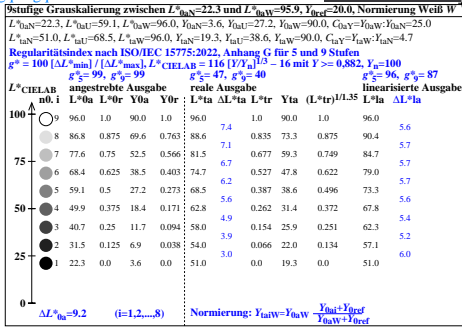 9stufige Grauskalierung zwischen L*0aN=22.3 und L*0aW=95.9, Y0ref=20.0, Normierung Weiß W
L*0aN=22.3, L*0aU=59.1, L*0aW=96.0, Y0aN=3.6, Y0aU=27.2, Y0aW=90.0, C0aY=Y0aW:Y0aN=25.0
L*taN=51.0, L*taU=68.5, L*taW=96.0, YtaN=19.3, YtaU=38.6, YtaW=90.0, CtaY=YtaW:YtaN=4.7
Regularitätsindex nach ISO/IEC 15775:2022, Anhang G für 5 und 9 Stufen
g* = 100 [ΔL*min] / [ΔL*max], L*CIELAB = 116 [Y/Yn]1/3 – 16 mit Y >= 0,882, Yn=100
g*5= 99, g*9= 99 g*5= 47, g*9= 40 g*5= 96, g*9= 87
L*CIELAB angestrebte Ausgabe reale Ausgabe linearisierte Ausgabe
n0. i L*0a L*0r Y0a Y0r L*ta ΔL*ta L*tr Yta (L*tr)1/1.35 L*la ΔL*la
100 9 96.0 1.0 90.0 1.0 96.0 1.0 90.0 1.0 96.0
7.4 5.6
8 86.8 0.875 69.6 0.763 88.6 0.835 73.3 0.875 90.4
7.1 5.7
75 7 77.6 0.75 52.5 0.566 81.5 0.677 59.3 0.749 84.7
6.7 5.7
6 68.4 0.625 38.5 0.403 74.7 0.527 47.8 0.622 79.0
6.2 5.7
5 59.1 0.5 27.2 0.273 68.5 0.387 38.6 0.496 73.3
5.6 5.5
50 4 49.9 0.375 18.4 0.171 62.8 0.262 31.4 0.372 67.8
4.9 5.4
3 40.7 0.25 11.7 0.094 58.0 0.154 25.9 0.251 62.3
3.9 5.2
2 31.5 0.125 6.9 0.038 54.0 0.066 22.0 0.134 57.1
3.0 6.0
25 1 22.3 0.0 3.6 0.0 51.0 0.0 19.3 0.0 51.0
0
ΔL*0a=9.2 (i=1,2,...,8) Normierung: YtaiW=Y0aW Y0ai+Y0ref
Y0aW+Y0ref